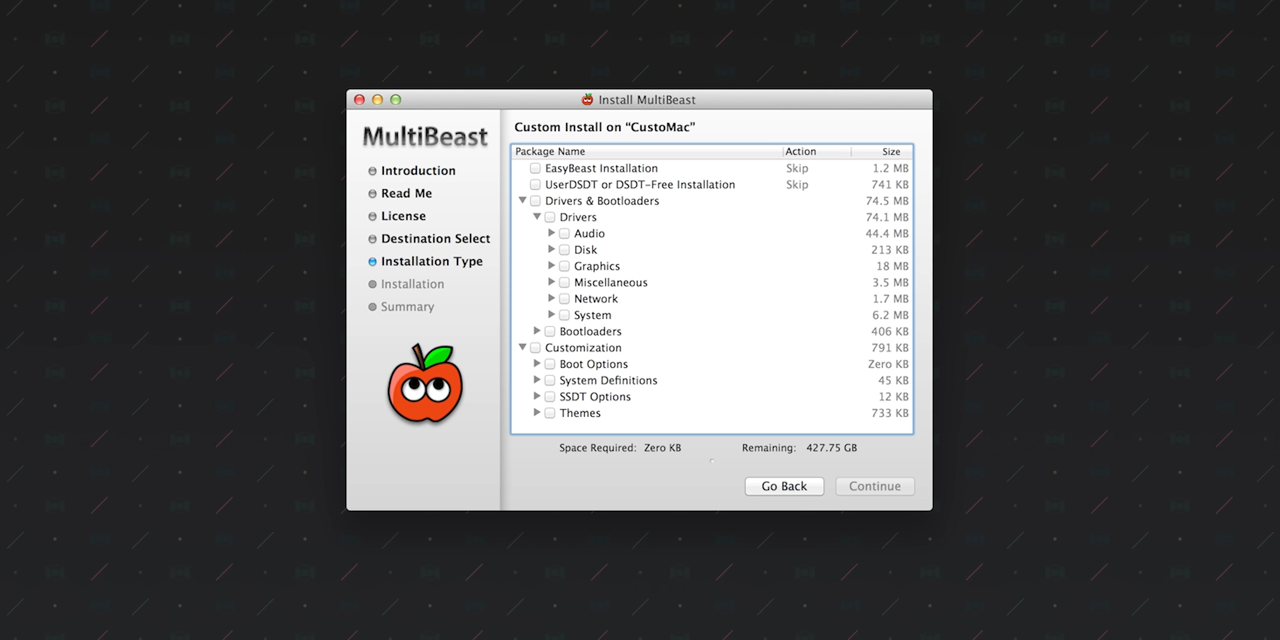 Install MultiBeast
MultiBeast
Introduction
Read Me
License
Destination Select
Installation Type
Installation
Summary
Custom Install on “CustoMac”
Package Name Action Size
EasyBeast Installation Skip 1.2 MB
UserDSDT or DSDT-Free Installation Skip 741 KB
Drivers & Bootloaders 74.5 MB
Drivers 74.1 MB
Audio 44.4 MB
Disk 213 KB
Graphics 18 MB
Miscellaneous 3.5 MB
Network 1.7 MB
System 6.2 MB
Bootloaders 406 KB
Customization 791 KB
Boot Options Zero KB
System Definitions 45 KB
SSDT Options 12 KB
Themes 733 KB
Space Required: Zero KB Remaining: 427.75 GB
Go Back Continue